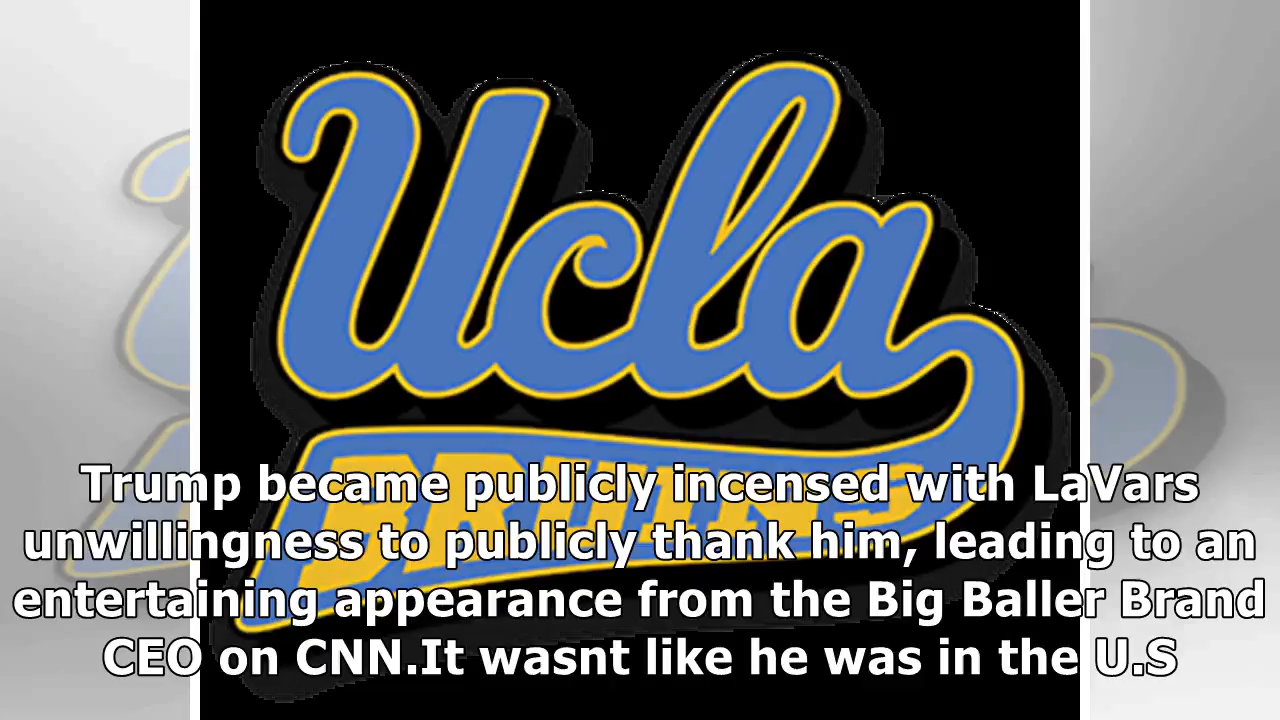 Ucla
BRUINS
Trump became publicly incensed with LaVars
unwillingness to publicly thank him, leading to an
entertaining appearance from the Big Baller Brand
CEO on CNN.It wasnt like he was in the U.S